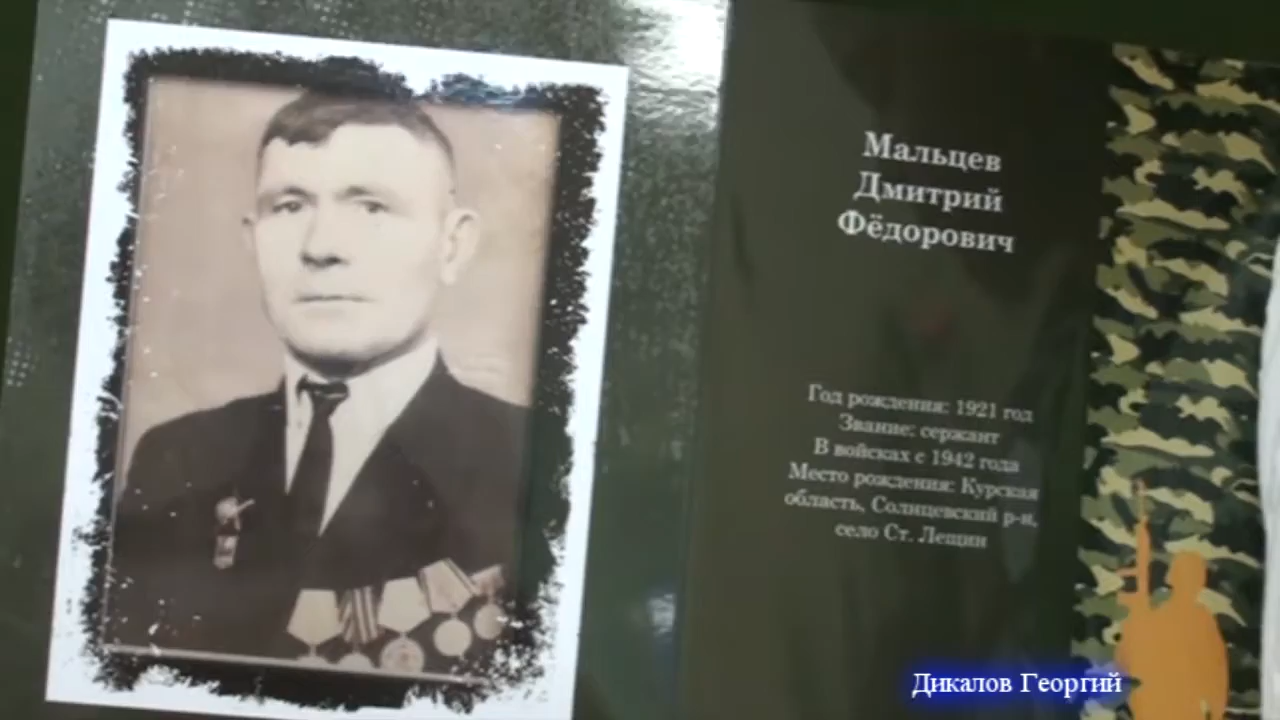 Мальцев
Дмитрий
Фёдорович
Год рождения: 1921 год
Звание: сержант
В войсках с 1942 года
Место рождения: Курская
область, Солнцевский р-н,
село Ст. Лещин
Дикалов Георгий